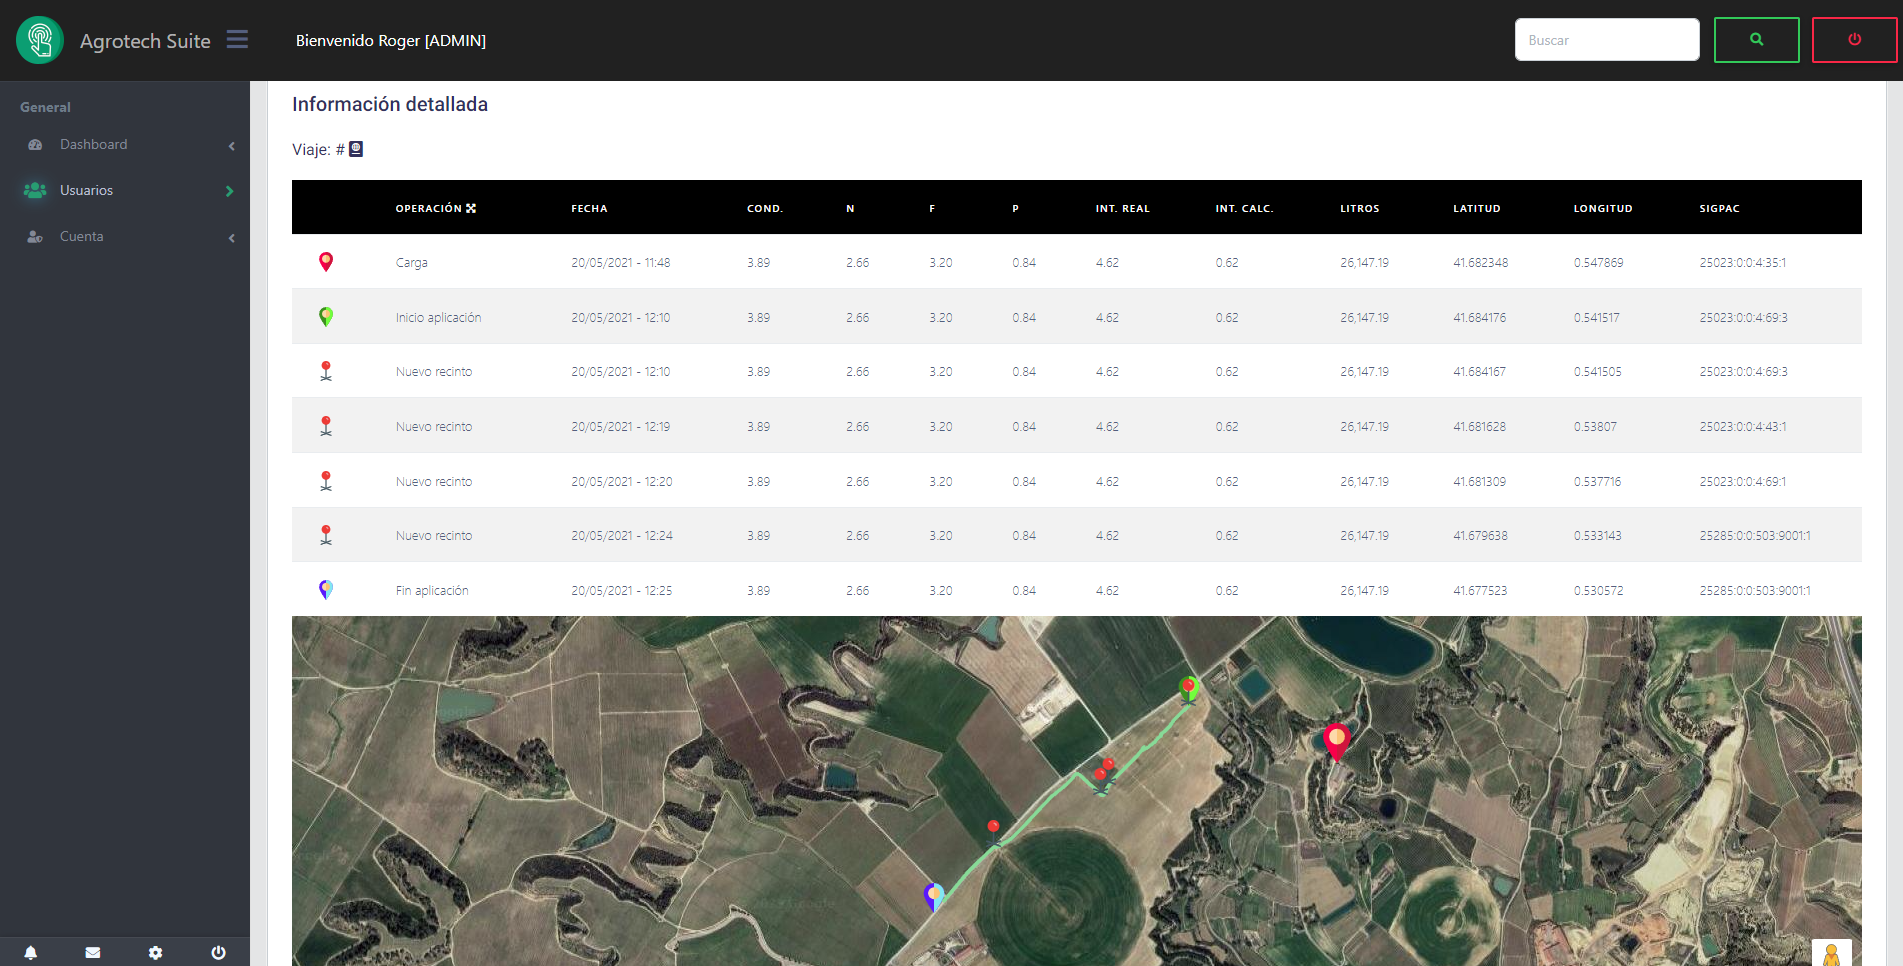 Agrotech Suite
Bienvenido Roger [ADMIN]
Buscar
General
Dashboard
Usuarios
Cuenta
Información detallada
Viaje: #
OPERACIÓN FECHA COND. N F P INT. REAL INT. CALC. LITROS LATITUD LONGITUD SIGPAC
Carga 20/05/2021 - 11:48 3.89 2.66 3.20 0.84 4.62 0.62 26,147.19 41.682348 0.547869 25023:0:0:4:35:1
Inicio aplicación 20/05/2021 - 12:10 3.89 2.66 3.20 0.84 4.62 0.62 26,147.19 41.684176 0.541517 25023:0:0:4:69:3
Nuevo recinto 20/05/2021 - 12:10 3.89 2.66 3.20 0.84 4.62 0.62 26,147.19 41.684167 0.541505 25023:0:0:4:69:3
Nuevo recinto 20/05/2021 - 12:19 3.89 2.66 3.20 0.84 4.62 0.62 26,147.19 41.681628 0.53807 25023:0:0:4:43:1
Nuevo recinto 20/05/2021 - 12:20 3.89 2.66 3.20 0.84 4.62 0.62 26,147.19 41.681309 0.537716 25023:0:0:4:69:1
Nuevo recinto 20/05/2021 - 12:24 3.89 2.66 3.20 0.84 4.62 0.62 26,147.19 41.679638 0.533143 25285:0:0:503:9001:1
Fin aplicación 20/05/2021 - 12:25 3.89 2.66 3.20 0.84 4.62 0.62 26,147.19 41.677523 0.530572 25285:0:0:503:9001:1